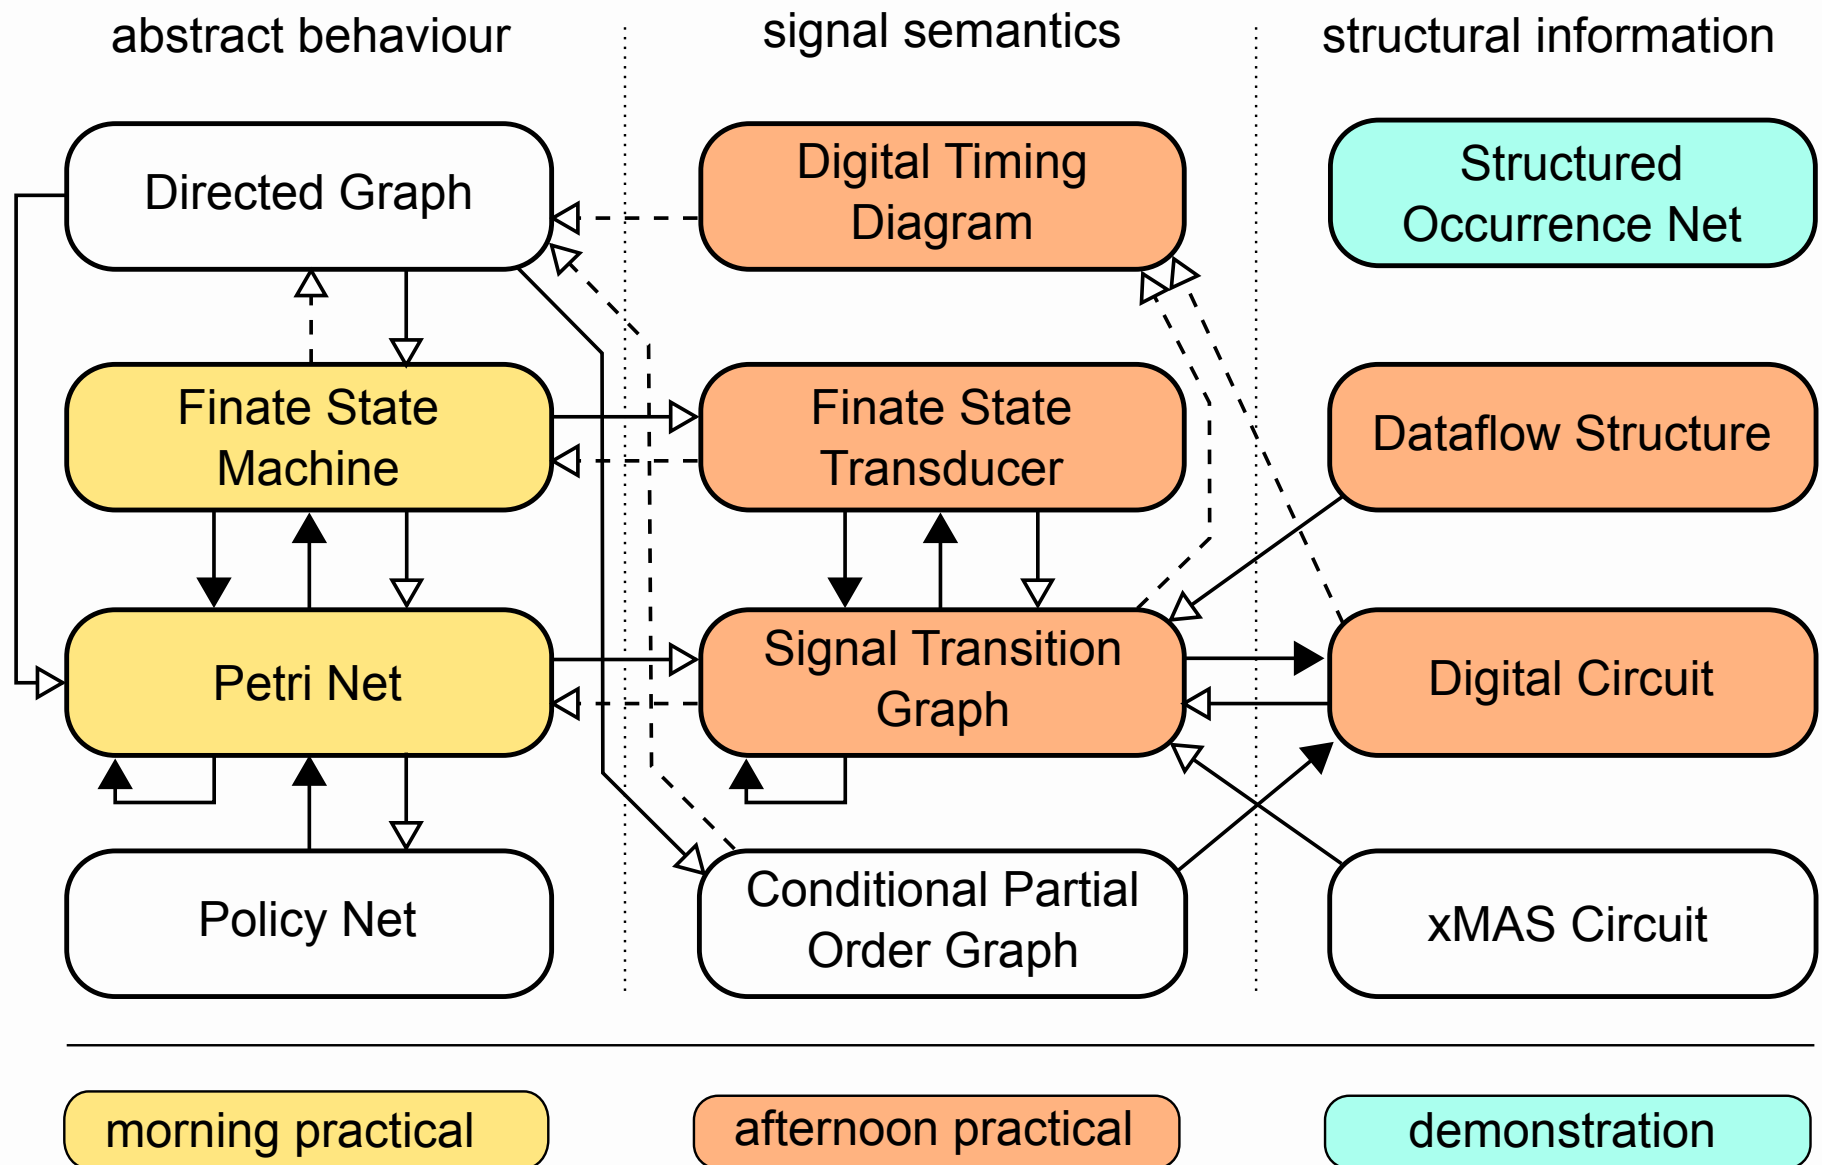 abstract behaviour
signal semantics
structural information
Directed Graph
Digital Timing
Diagram
Structured
Occurrence Net
Finate State
Machine
Finate State
Transducer
Dataflow Structure
Petri Net
Signal Transition
Graph
Digital Circuit
Policy Net
Conditional Partial
Order Graph
xMAS Circuit
morning practical
afternoon practical
demonstration